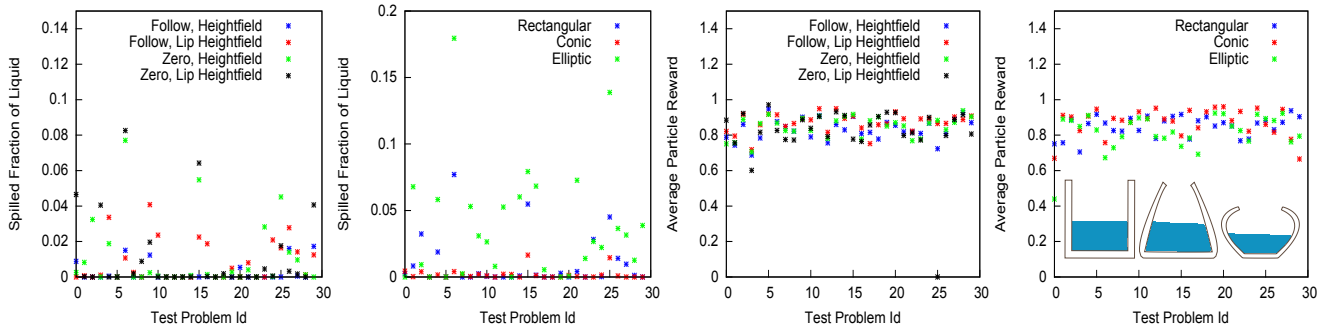 Spilled Fraction of Liquid
0.14
0.12
0.1
0.08
0.06
0.04
0.02
0
0 5 10 15 20 25 30
Test Problem Id
Follow, Heightfield
Follow, Lip Heightfield
Zero, Heightfield
Zero, Lip Heightfield
Spilled Fraction of Liquid
0.2
0.15
0.1
0.05
0
0 5 10 15 20 25 30
Test Problem Id
Rectangular
Conic
Elliptic
Average Particle Reward
1.4
1.2
1
0.8
0.6
0.4
0.2
0
0 5 10 15 20 25 30
Test Problem Id
Follow, Heightfield
Follow, Lip Heightfield
Zero, Heightfield
Zero, Lip Heightfield
Average Particle Reward
1.4
1.2
1
0.8
0.6
0.4
0.2
0
0 5 10 15 20 25 30
Test Problem Id
Rectangular
Conic
Elliptic